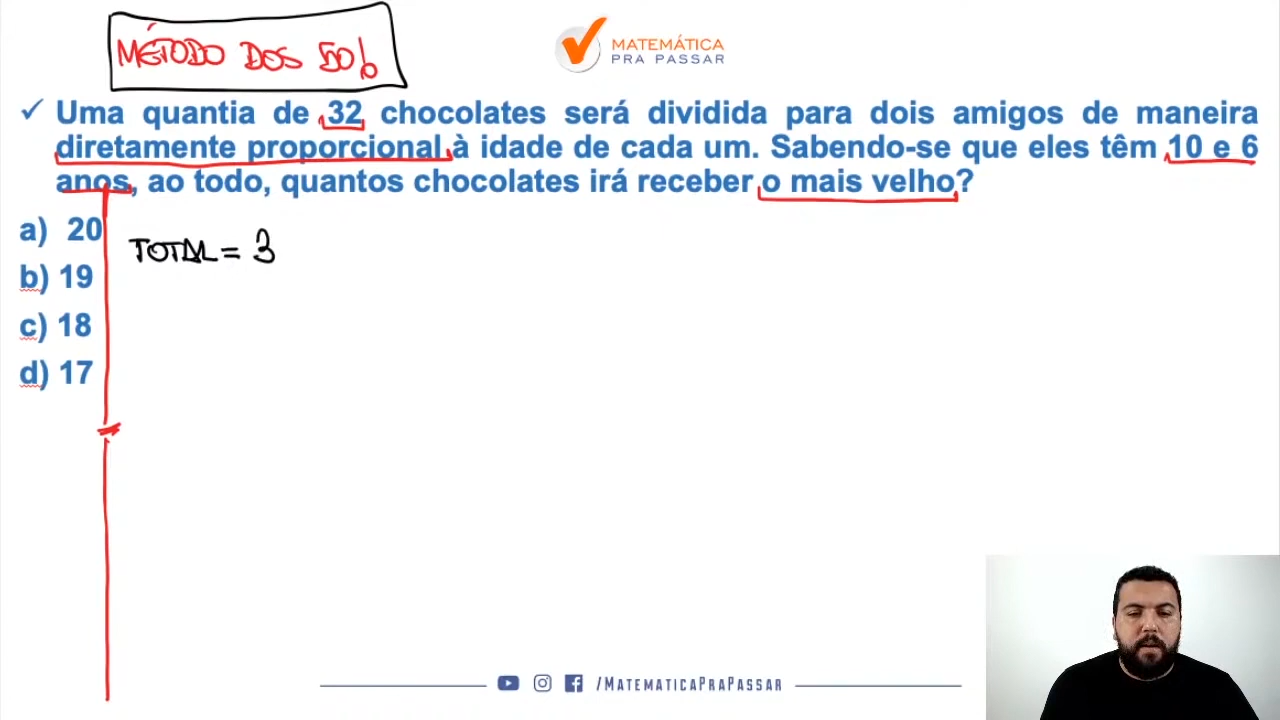 MÉTODO DOS 50!
MATEMÁTICA
PRA PASSAR
✓ Uma quantia de 32 chocolates será dividida para dois amigos de maneira
diretamente proporcional à idade de cada um. Sabendo-se que eles têm 10 e 6
anos, ao todo, quantos chocolates irá receber o mais velho?
a) 20
TOTAL = 3
b) 19
c) 18
d) 17
/MATEMATICAPRAPASSAR